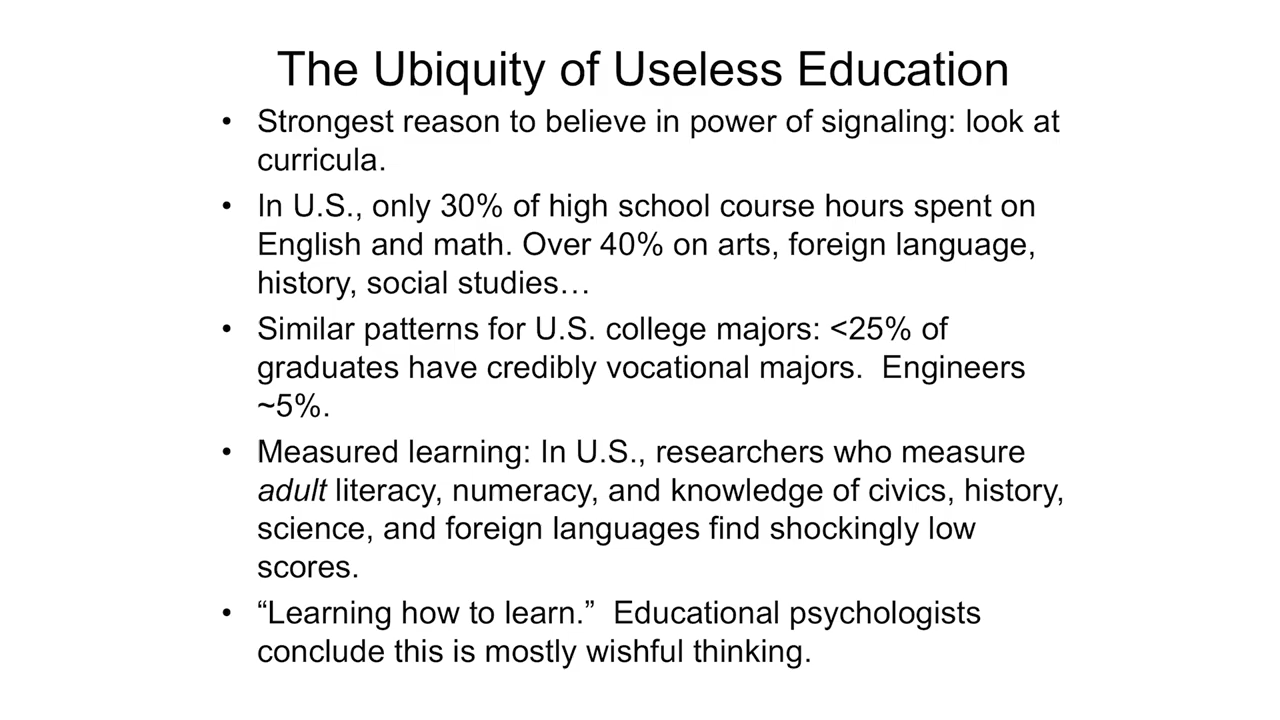 The Ubiquity of Useless Education
• Strongest reason to believe in power of signaling: look at
curricula.
• In U.S., only 30% of high school course hours spent on
English and math. Over 40% on arts, foreign language,
history, social studies…
• Similar patterns for U.S. college majors: <25% of
graduates have credibly vocational majors.  Engineers
~5%.
• Measured learning: In U.S., researchers who measure
adult literacy, numeracy, and knowledge of civics, history,
science, and foreign languages find shockingly low
scores.
• “Learning how to learn.”  Educational psychologists
conclude this is mostly wishful thinking.